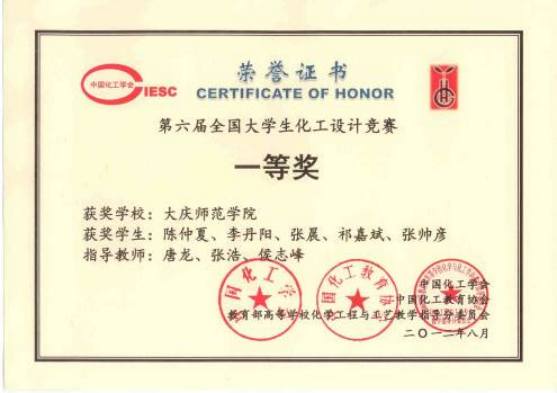 中国化工学会
CIESC
荣誉证书
CERTIFICATE OF HONOR
第六届全国大学生化工设计竞赛
一等奖
获奖学校：大庆师范学院
获奖学生：陈仲夏、李丹阳、张晨、祁嘉斌、张帅彦
指导教师：唐龙、张浩、侯志峰
中国化工学会
中国化工教育协会
教育部高等学校化学工程与工艺教学指导分委员会
二〇一二年八月